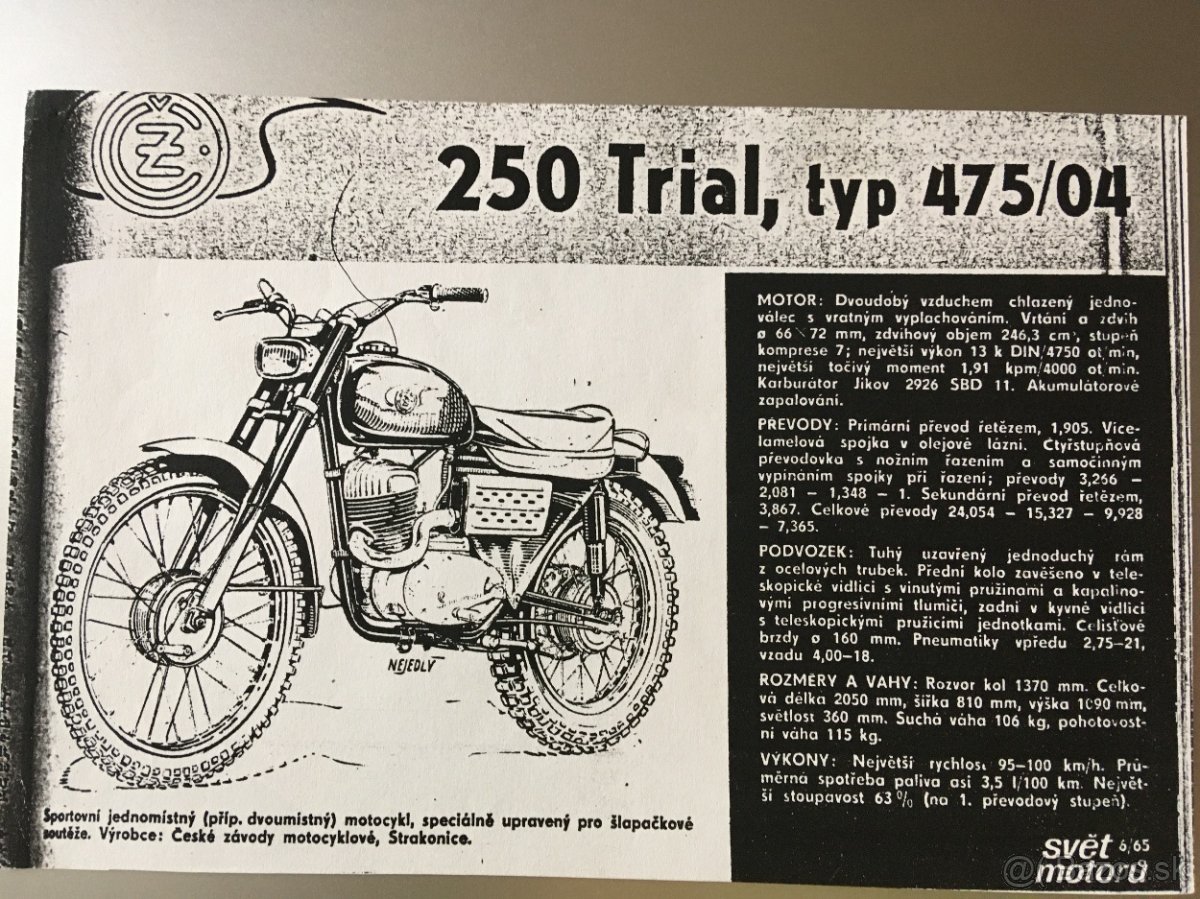 ČZ
250 Trial, typ 475/04
MOTOR: Dvoudobý vzduchem chlazený jedno-
válec s vratným vyplachováním. Vrtání a zdvih
ø 66×72 mm, zdvihový objem 246,3 cm³, stupeň
komprese 7; největší výkon 13 k DIN/4750 ot/min,
největší točivý moment 1,91 kpm/4000 ot/min.
Karburátor Jikov 2926 SBD 11. Akumulátorové
zapalování.
PŘEVODY: Primární převod řetězem, 1,905. Více-
lamelová spojka v olejové lázni. Čtyřstupňová
převodovka s nožním řazením a samočinným
vypínáním spojky při řazení; převody 3,266 –
2,081 – 1,348 – 1. Sekundární převod řetězem,
3,867. Celkové převody 24,054 – 15,327 – 9,928
– 7,365.
PODVOZEK: Tuhý uzavřený jednoduchý rám
z ocelových trubek. Přední kolo zavěšeno v tele-
skopické vidlici s vinutými pružinami a kapalino-
vými progresívními tlumiči, zadní v kyvné vidlici
s teleskopickými pružicími jednotkami. Čelisťové
brzdy ø 160 mm. Pneumatiky vpředu 2,75–21,
vzadu 4,00–18.
ROZMĚRY A VÁHY: Rozvor kol 1370 mm. Celko-
vá délka 2050 mm, šířka 810 mm, výška 1090 mm,
světlost 360 mm. Suchá váha 106 kg, pohotovost-
ní váha 115 kg.
VÝKONY: Největší rychlost 95–100 km/h. Prů-
měrná spotřeba paliva asi 3,5 l/100 km. Největ-
ší stoupavost 63% (na 1. převodový stupeň).
NEJEDLÝ
Sportovní jednomístný (příp. dvoumístný) motocykl, speciálně upravený pro šlapačkové
soutěže. Výrobce: České závody motocyklové, Strakonice.
svět 6/65
motorů